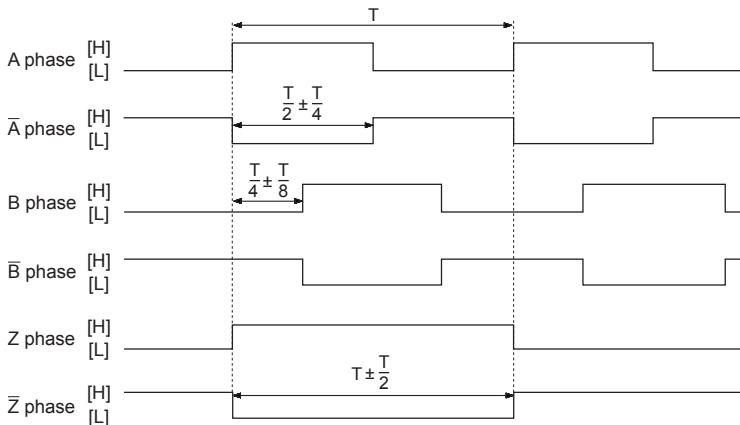 T
A phase [H]
[L]
T/2 ± T/4
A̅ phase [H]
[L]
T/4 ± T/8
B phase [H]
[L]
B̅ phase [H]
[L]
Z phase [H]
[L]
T ± T/2
Z̅ phase [H]
[L]